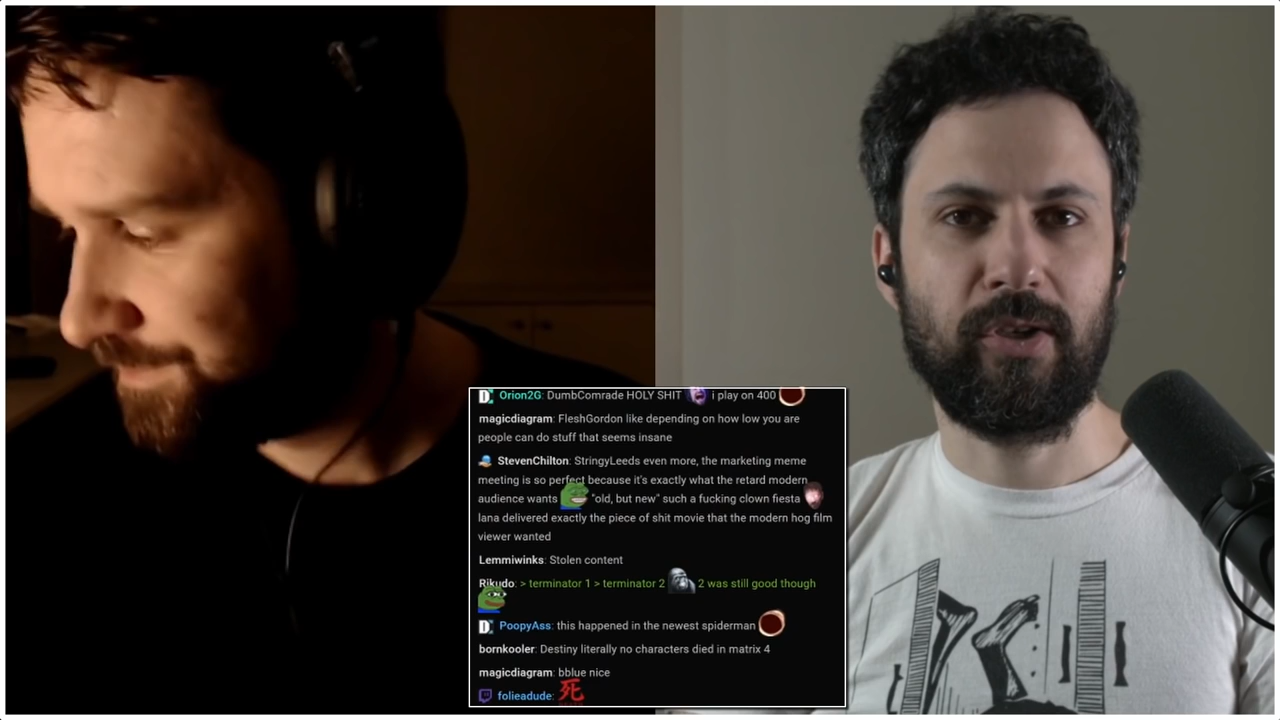 Orion2G: DumbComrade HOLY SHIT i play on 400
magicdiagram: FleshGordon like depending on how low you are
people can do stuff that seems insane
StevenChilton: StringyLeeds even more, the marketing meme
meeting is so perfect because it's exactly what the retard modern
audience wants "old, but new" such a fucking clown fiesta
lana delivered exactly the piece of shit movie that the modern hog film
viewer wanted
Lemmiwinks: Stolen content
Rikudo: > terminator 1 > terminator 2 2 was still good though
PoopyAss: this happened in the newest spiderman
bornkooler: Destiny literally no characters died in matrix 4
magicdiagram: bblue nice
folieadude: 死